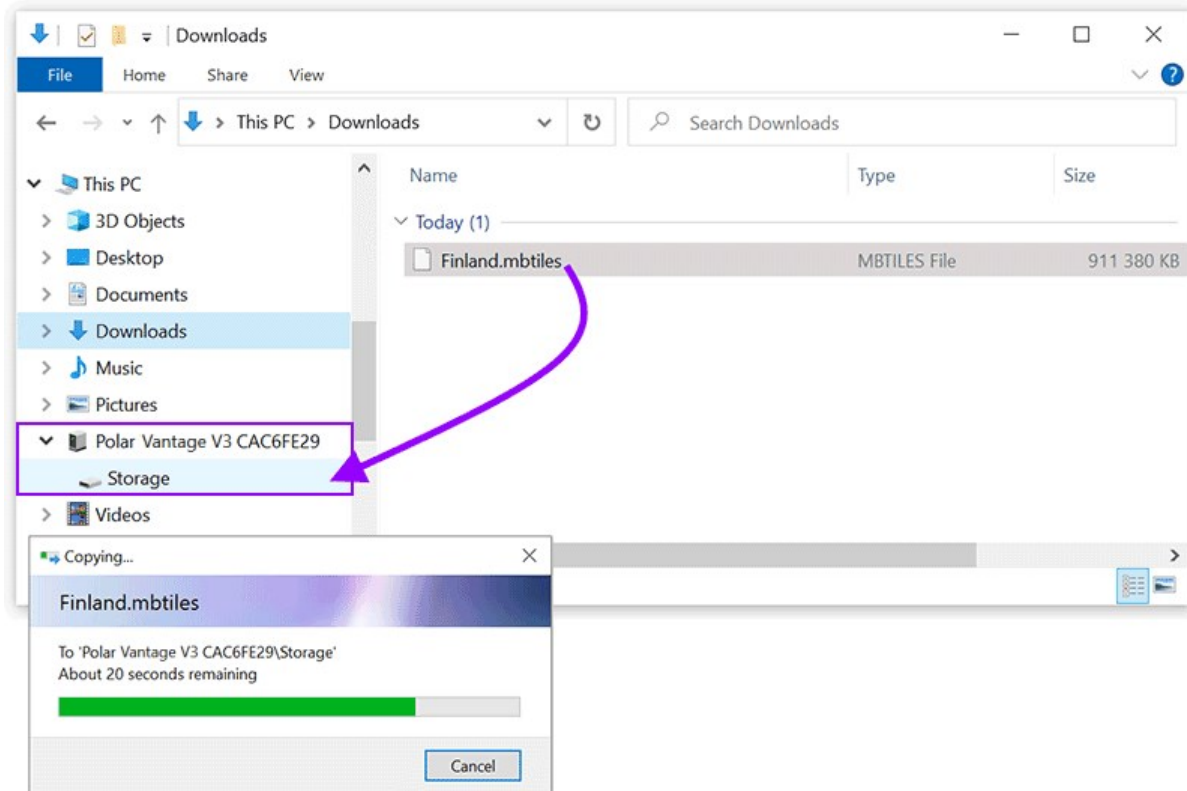 Downloads
File Home Share View
This PC > Downloads
Search Downloads
This PC
3D Objects
Desktop
Documents
Downloads
Music
Pictures
Polar Vantage V3 CAC6FE29
Storage
Videos
Name Type Size
Today (1)
Finland.mbtiles MBTILES File 911 380 KB
Copying...
Finland.mbtiles
To 'Polar Vantage V3 CAC6FE29\Storage'
About 20 seconds remaining
Cancel